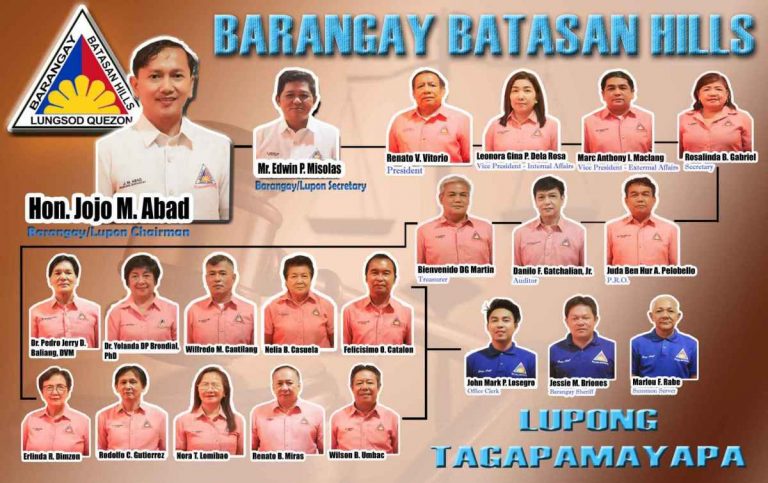 BARANGAY BATASAN HILLS
BARANGAY
BATASAN HILLS
LUNGSOD QUEZON
Hon. Jojo M. Abad
Barangay/Lupon Chairman
Mr. Edwin P. Misolas
Barangay/Lupon Secretary
Renato V. Vitorio
President
Leonora Gina P. Dela Rosa
Vice President - Internal Affairs
Marc Anthony I. Maclang
Vice President - Extermal Affairs
Rosalinda B. Gabriel
Secretary
Bienvenido DG Martin
Treasurer
Danilo F. Gatchalian, Jr.
Auditor
Juda Ben Hur A. Pelobello
P.R.O.
Dr. Pedro Jerry D.
Baliang, DVM
Dr. Yolanda DP Brondial,
PhD
Wilfredo M. Cantilang
Nelia B. Casuela
Felicisimo O. Catalon
John Mark P. Losegro
Office Clerk
Jessie M. Briones
Barangay Sheriff
Marlou F. Rabe
Summon Server
Erlinda R. Dimzon
Rodolfo C. Gutierrez
Nora T. Lomibao
Renato B. Miras
Wilson B. Umbac
LUPONG
TAGAPAMAYAPA